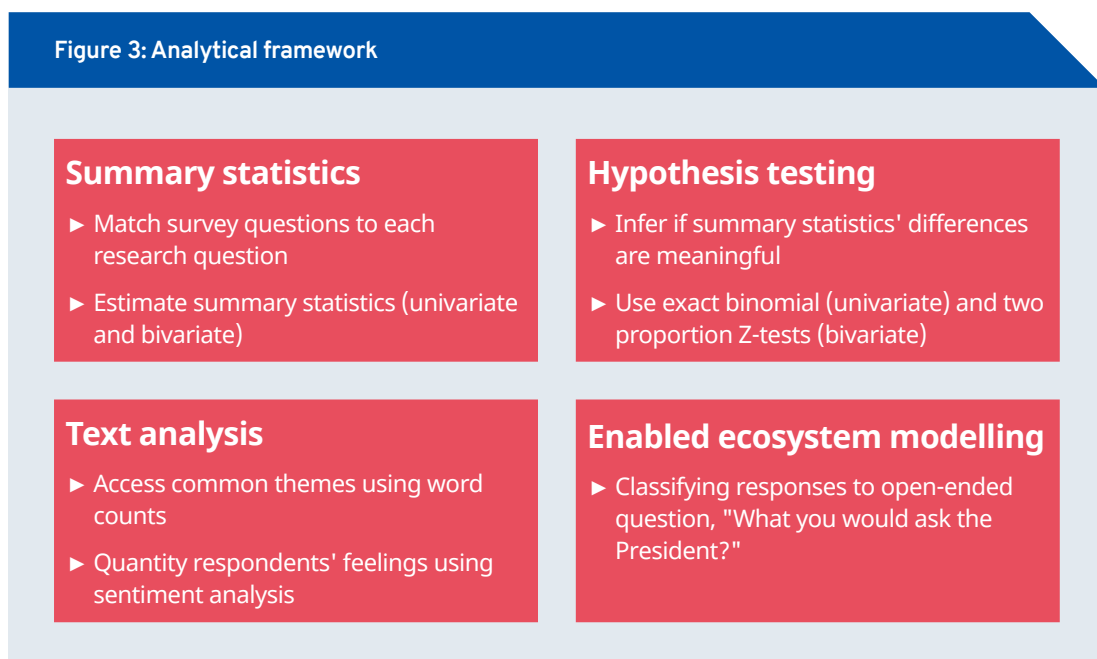 Figure 3: Analytical framework
Summary statistics
► Match survey questions to each
research question
► Estimate summary statistics (univariate
and bivariate)
Hypothesis testing
► Infer if summary statistics' differences
are meaningful
► Use exact binomial (univariate) and two
proportion Z-tests (bivariate)
Text analysis
► Access common themes using word
counts
► Quantity respondents' feelings using
sentiment analysis
Enabled ecosystem modelling
► Classifying responses to open-ended
question, "What you would ask the
President?"